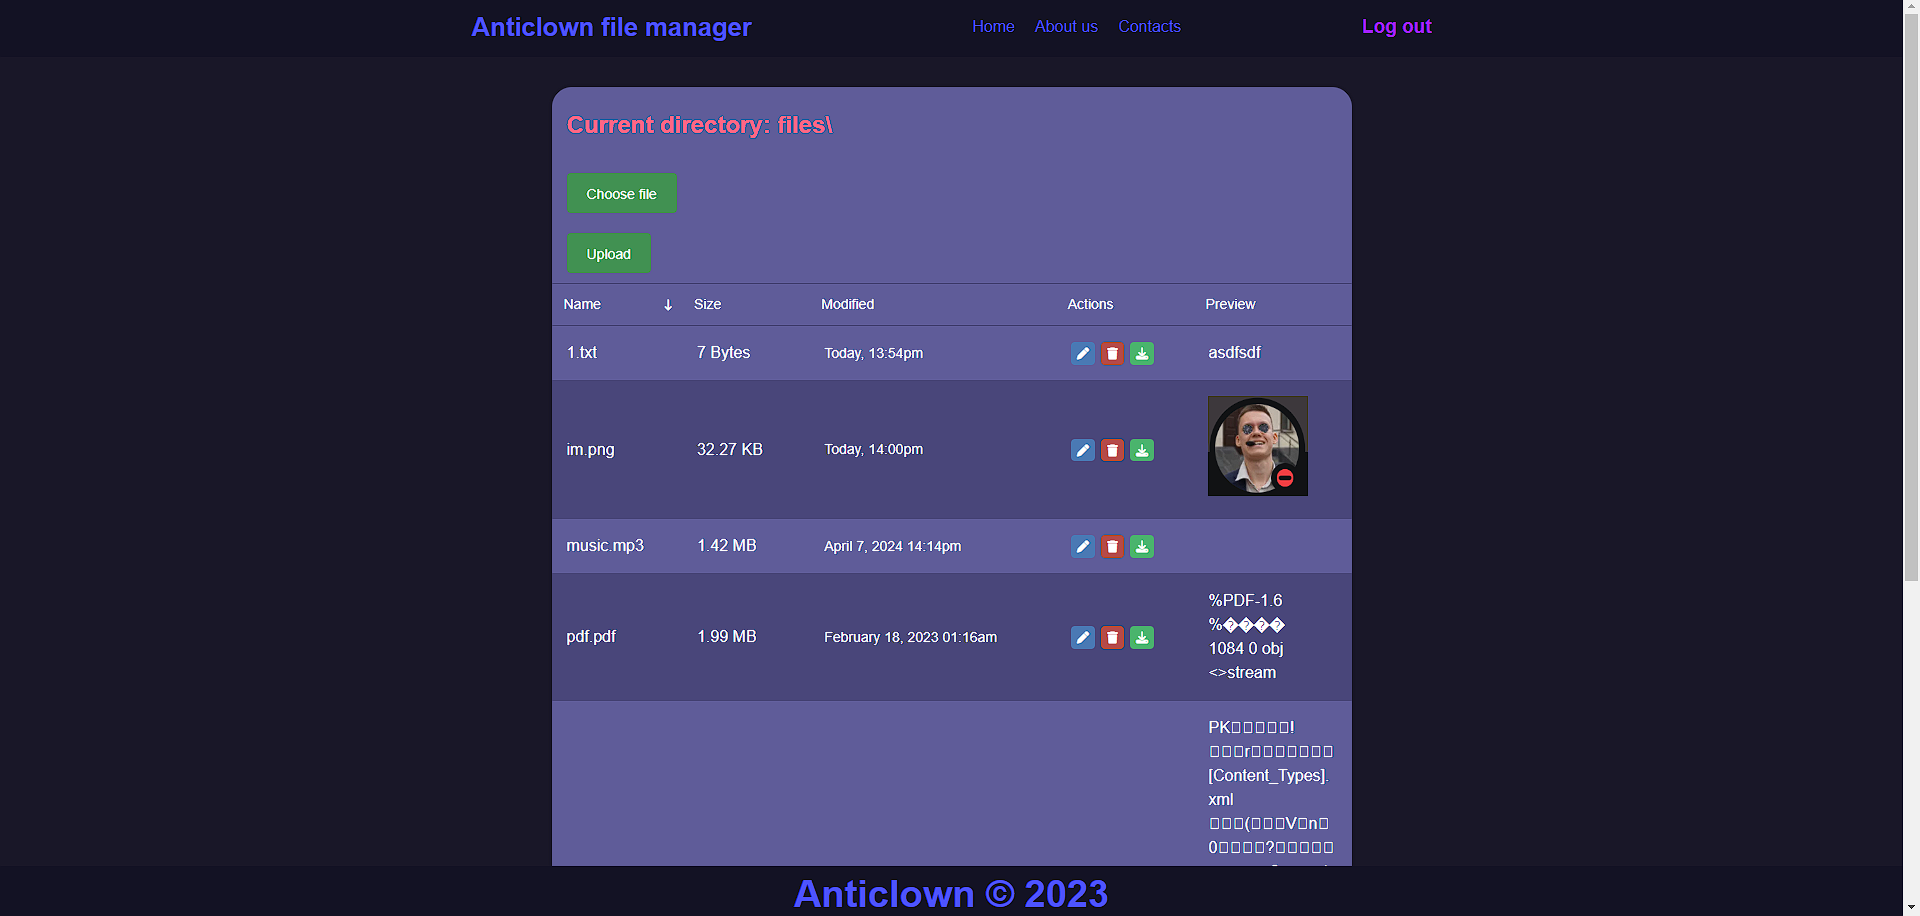 Anticlown file manager Home About us Contacts Log out
Current directory: files\
Choose file
Upload
Name ↓ Size Modified Actions Preview
1.txt 7 Bytes Today, 13:54pm asdfsdf
im.png 32.27 KB Today, 14:00pm
music.mp3 1.42 MB April 7, 2024 14:14pm
pdf.pdf 1.99 MB February 18, 2023 01:16am
%PDF-1.6
%����
1084 0 obj
<>stream
PK□□□□□!
□□□r□□□□□□□
[Content_Types].
xml
□□□(□□□V□n□
0□□□□?□□□□□
Anticlown © 2023